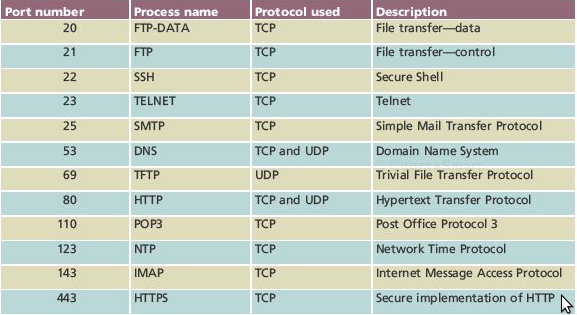 Port number Process name Protocol used Description
20 FTP-DATA TCP File transfer—data
21 FTP TCP File transfer—control
22 SSH TCP Secure Shell
23 TELNET TCP Telnet
25 SMTP TCP Simple Mail Transfer Protocol
53 DNS TCP and UDP Domain Name System
69 TFTP UDP Trivial File Transfer Protocol
80 HTTP TCP and UDP Hypertext Transfer Protocol
110 POP3 TCP Post Office Protocol 3
123 NTP TCP Network Time Protocol
143 IMAP TCP Internet Message Access Protocol
443 HTTPS TCP Secure implementation of HTTP